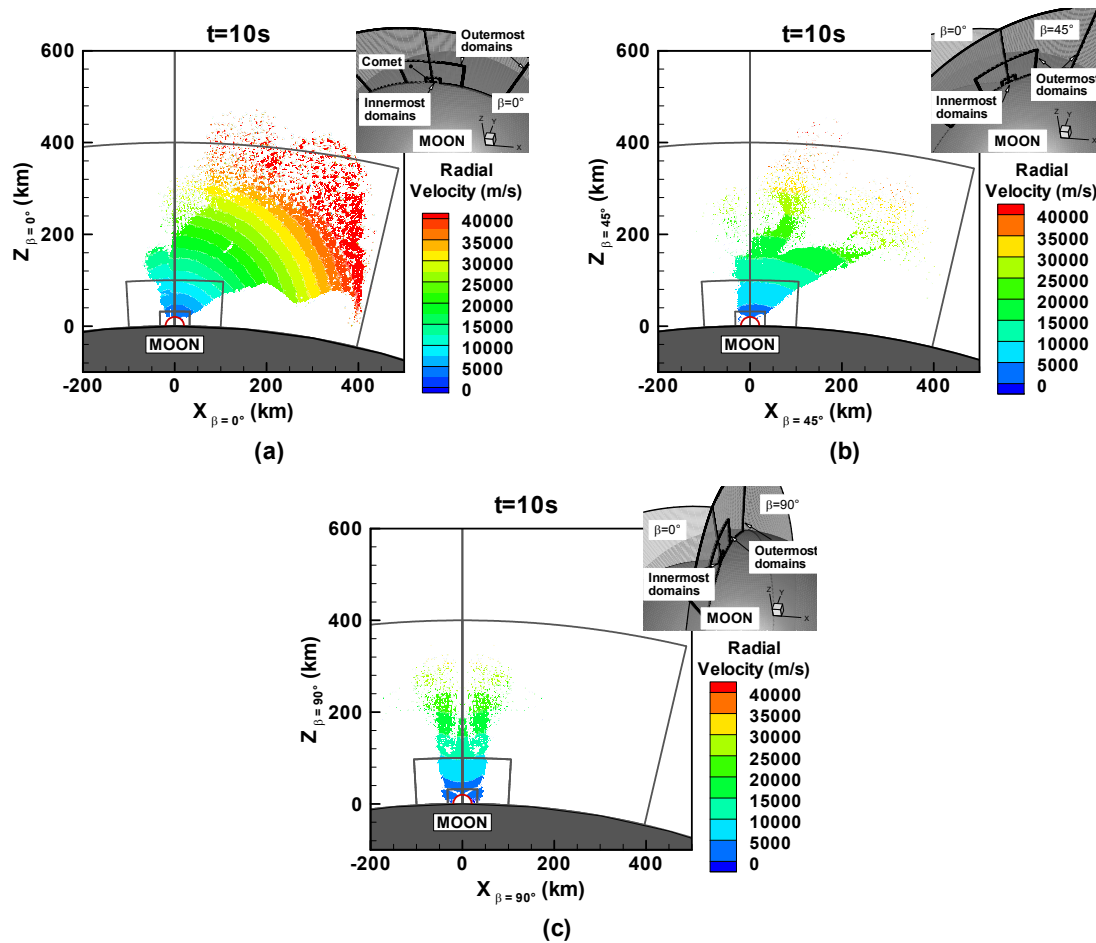 t=10s
600
400
200
0
Z β = 0° (km)
-200 0 200 400
X β = 0° (km)
MOON
Comet
Outermost
domains
Innermost
domains
β=0°
MOON
Z
Y
X
Radial
Velocity (m/s)
40000
35000
30000
25000
20000
15000
10000
5000
0
(a)
t=10s
600
400
200
0
Z β = 45° (km)
-200 0 200 400
X β = 45° (km)
MOON
β=0°
β=45°
Outermost
domains
Innermost
domains
MOON
Z
Y
X
Radial
Velocity (m/s)
40000
35000
30000
25000
20000
15000
10000
5000
0
(b)
t=10s
600
400
200
0
Z β = 90° (km)
-200 0 200 400
X β = 90° (km)
MOON
β=90°
β=0°
Outermost
domains
Innermost
domains
MOON
Z
Y
X
Radial
Velocity (m/s)
40000
35000
30000
25000
20000
15000
10000
5000
0
(c)